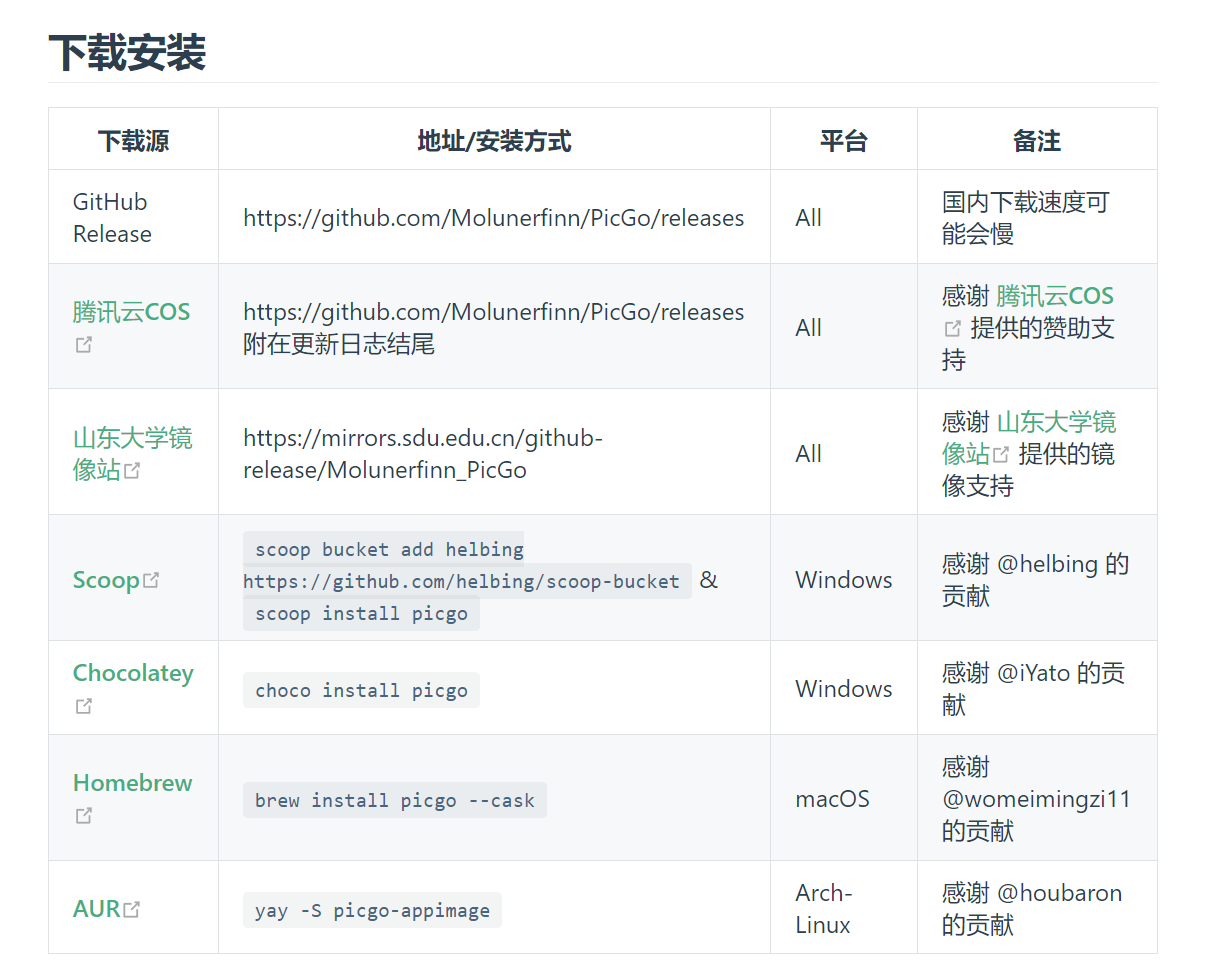 下载安装
下载源 地址/安装方式 平台 备注
GitHub
Release
https://github.com/Molunerfinn/PicGo/releases
All
国内下载速度可
能会慢
腾讯云COS
https://github.com/Molunerfinn/PicGo/releases
附在更新日志结尾
All
感谢 腾讯云COS
提供的赞助支
持
山东大学镜
像站
https://mirrors.sdu.edu.cn/github-
release/Molunerfinn_PicGo
All
感谢 山东大学镜
像站 提供的镜
像支持
Scoop
scoop bucket add helbing
https://github.com/helbing/scoop-bucket &
scoop install picgo
Windows
感谢 @helbing 的
贡献
Chocolatey
choco install picgo
Windows
感谢 @iYato 的贡
献
Homebrew
brew install picgo --cask
macOS
感谢
@womeimingzi11
的贡献
AUR
yay -S picgo-appimage
Arch-
Linux
感谢 @houbaron
的贡献